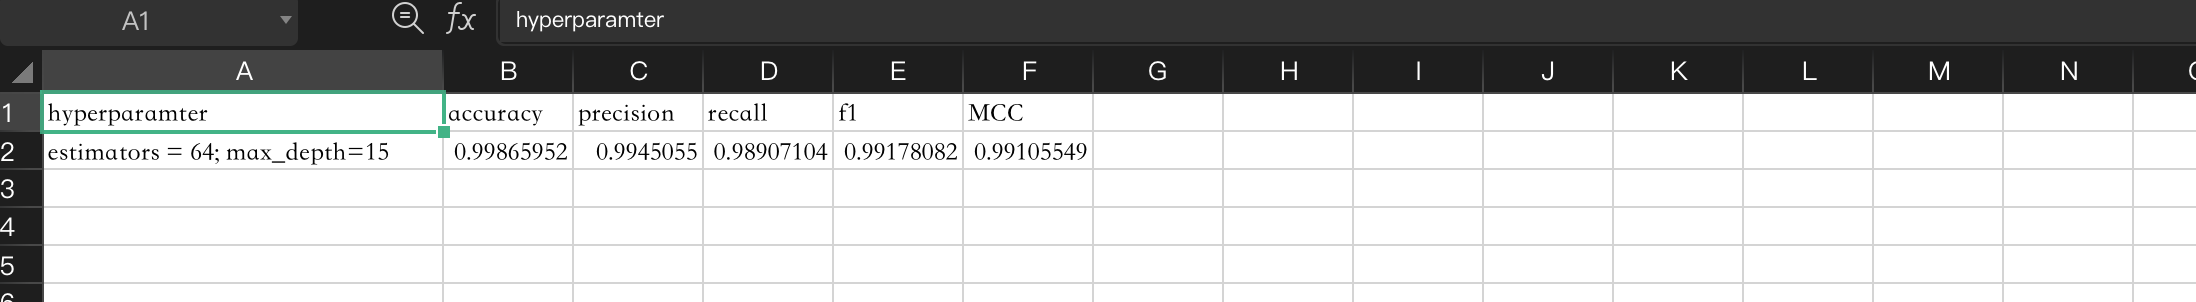 A1 fx hyperparamter
A B C D E F G H I J K L M N
1 hyperparamter accuracy precision recall f1 MCC
2 estimators = 64; max_depth=15 0.99865952 0.9945055 0.98907104 0.99178082 0.99105549
3
4
5